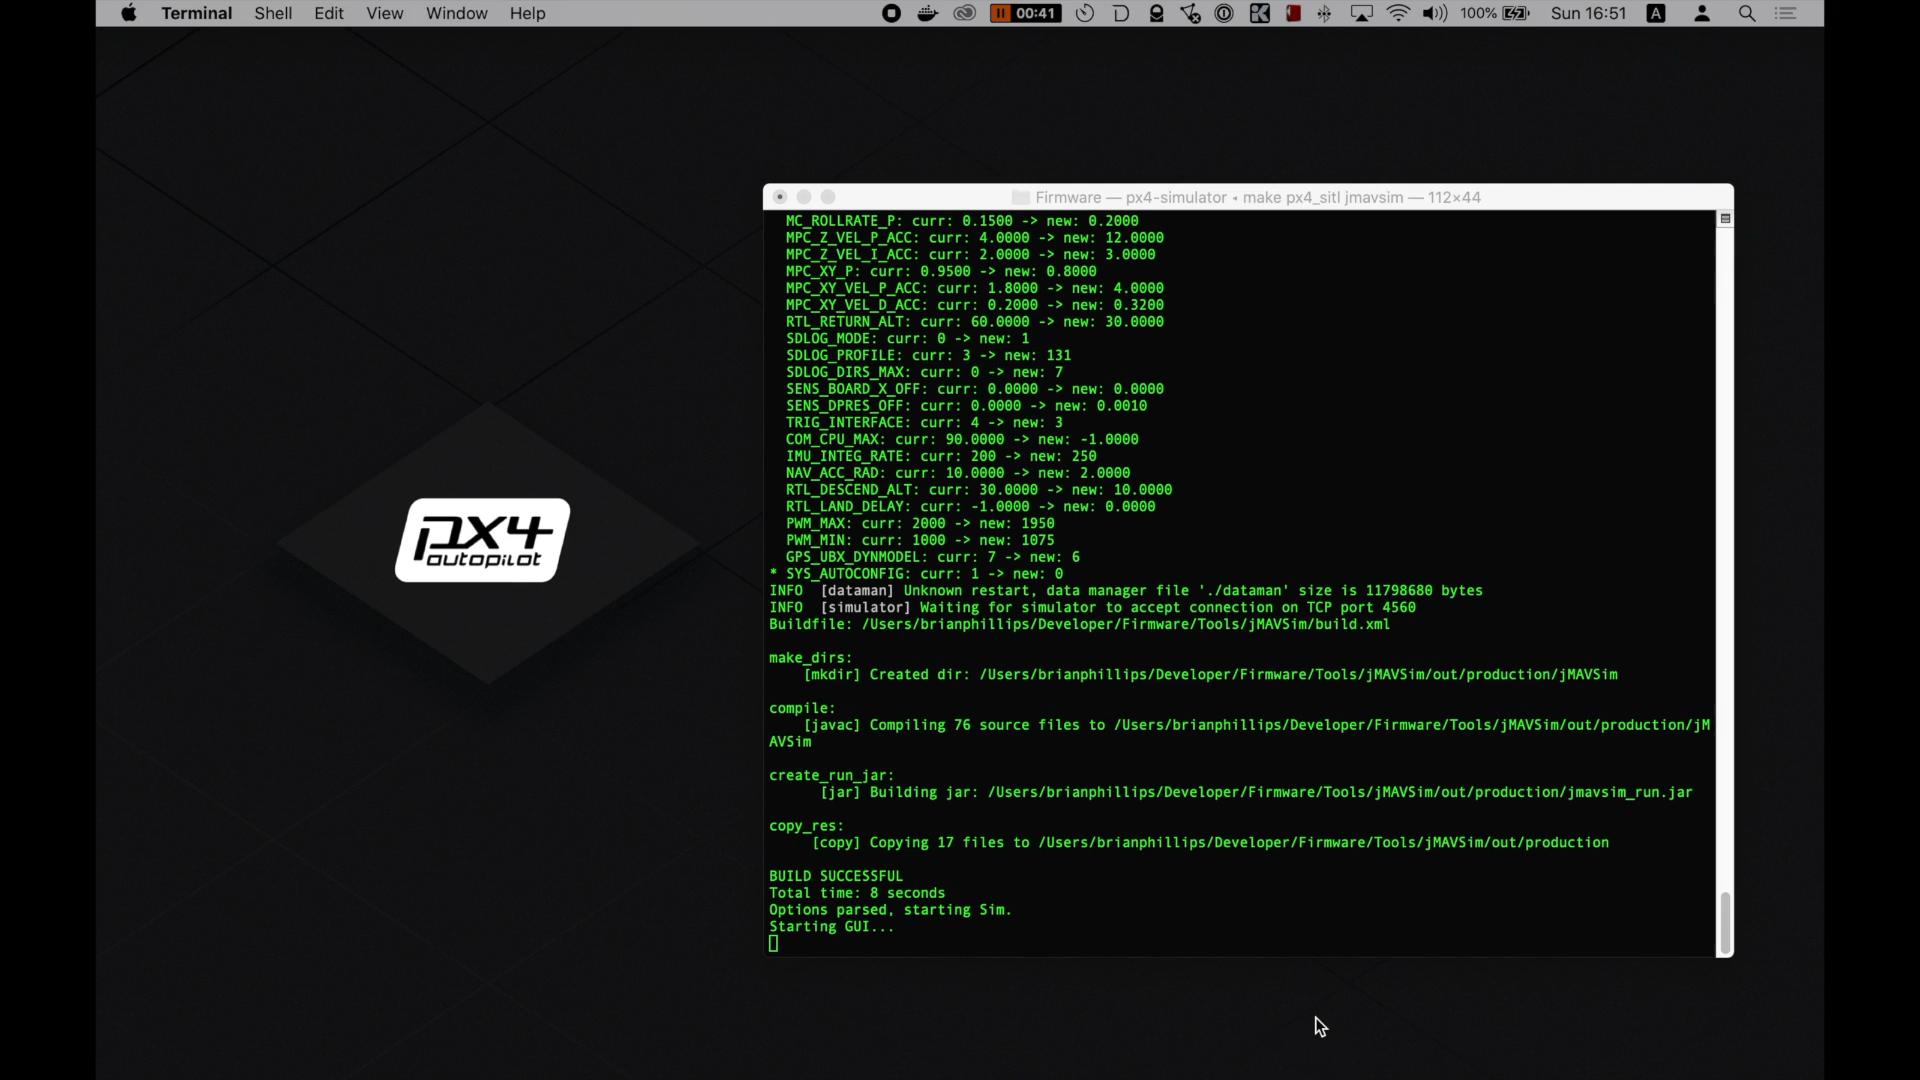 Terminal Shell Edit View Window Help 00:41 100% Sun 16:51 A
Firmware — px4-simulator ◂ make px4_sitl jmavsim — 112×44
MC_ROLLRATE_P: curr: 0.1500 -> new: 0.2000
MPC_Z_VEL_P_ACC: curr: 4.0000 -> new: 12.0000
MPC_Z_VEL_I_ACC: curr: 2.0000 -> new: 3.0000
MPC_XY_P: curr: 0.9500 -> new: 0.8000
MPC_XY_VEL_P_ACC: curr: 1.8000 -> new: 4.0000
MPC_XY_VEL_D_ACC: curr: 0.2000 -> new: 0.3200
RTL_RETURN_ALT: curr: 60.0000 -> new: 30.0000
SDLOG_MODE: curr: 0 -> new: 1
SDLOG_PROFILE: curr: 3 -> new: 131
SDLOG_DIRS_MAX: curr: 0 -> new: 7
SENS_BOARD_X_OFF: curr: 0.0000 -> new: 0.0000
SENS_DPRES_OFF: curr: 0.0000 -> new: 0.0010
TRIG_INTERFACE: curr: 4 -> new: 3
COM_CPU_MAX: curr: 90.0000 -> new: -1.0000
IMU_INTEG_RATE: curr: 200 -> new: 250
NAV_ACC_RAD: curr: 10.0000 -> new: 2.0000
RTL_DESCEND_ALT: curr: 30.0000 -> new: 10.0000
RTL_LAND_DELAY: curr: -1.0000 -> new: 0.0000
PWM_MAX: curr: 2000 -> new: 1950
PWM_MIN: curr: 1000 -> new: 1075
GPS_UBX_DYNMODEL: curr: 7 -> new: 6
* SYS_AUTOCONFIG: curr: 1 -> new: 0
INFO [dataman] Unknown restart, data manager file './dataman' size is 11798680 bytes
INFO [simulator] Waiting for simulator to accept connection on TCP port 4560
Buildfile: /Users/brianphillips/Developer/Firmware/Tools/jMAVSim/build.xml
make_dirs:
[mkdir] Created dir: /Users/brianphillips/Developer/Firmware/Tools/jMAVSim/out/production/jMAVSim
compile:
[javac] Compiling 76 source files to /Users/brianphillips/Developer/Firmware/Tools/jMAVSim/out/production/jM
AVSim
create_run_jar:
[jar] Building jar: /Users/brianphillips/Developer/Firmware/Tools/jMAVSim/out/production/jmavsim_run.jar
copy_res:
[copy] Copying 17 files to /Users/brianphillips/Developer/Firmware/Tools/jMAVSim/out/production
BUILD SUCCESSFUL
Total time: 8 seconds
Options parsed, starting Sim.
Starting GUI...
px4
autopilot